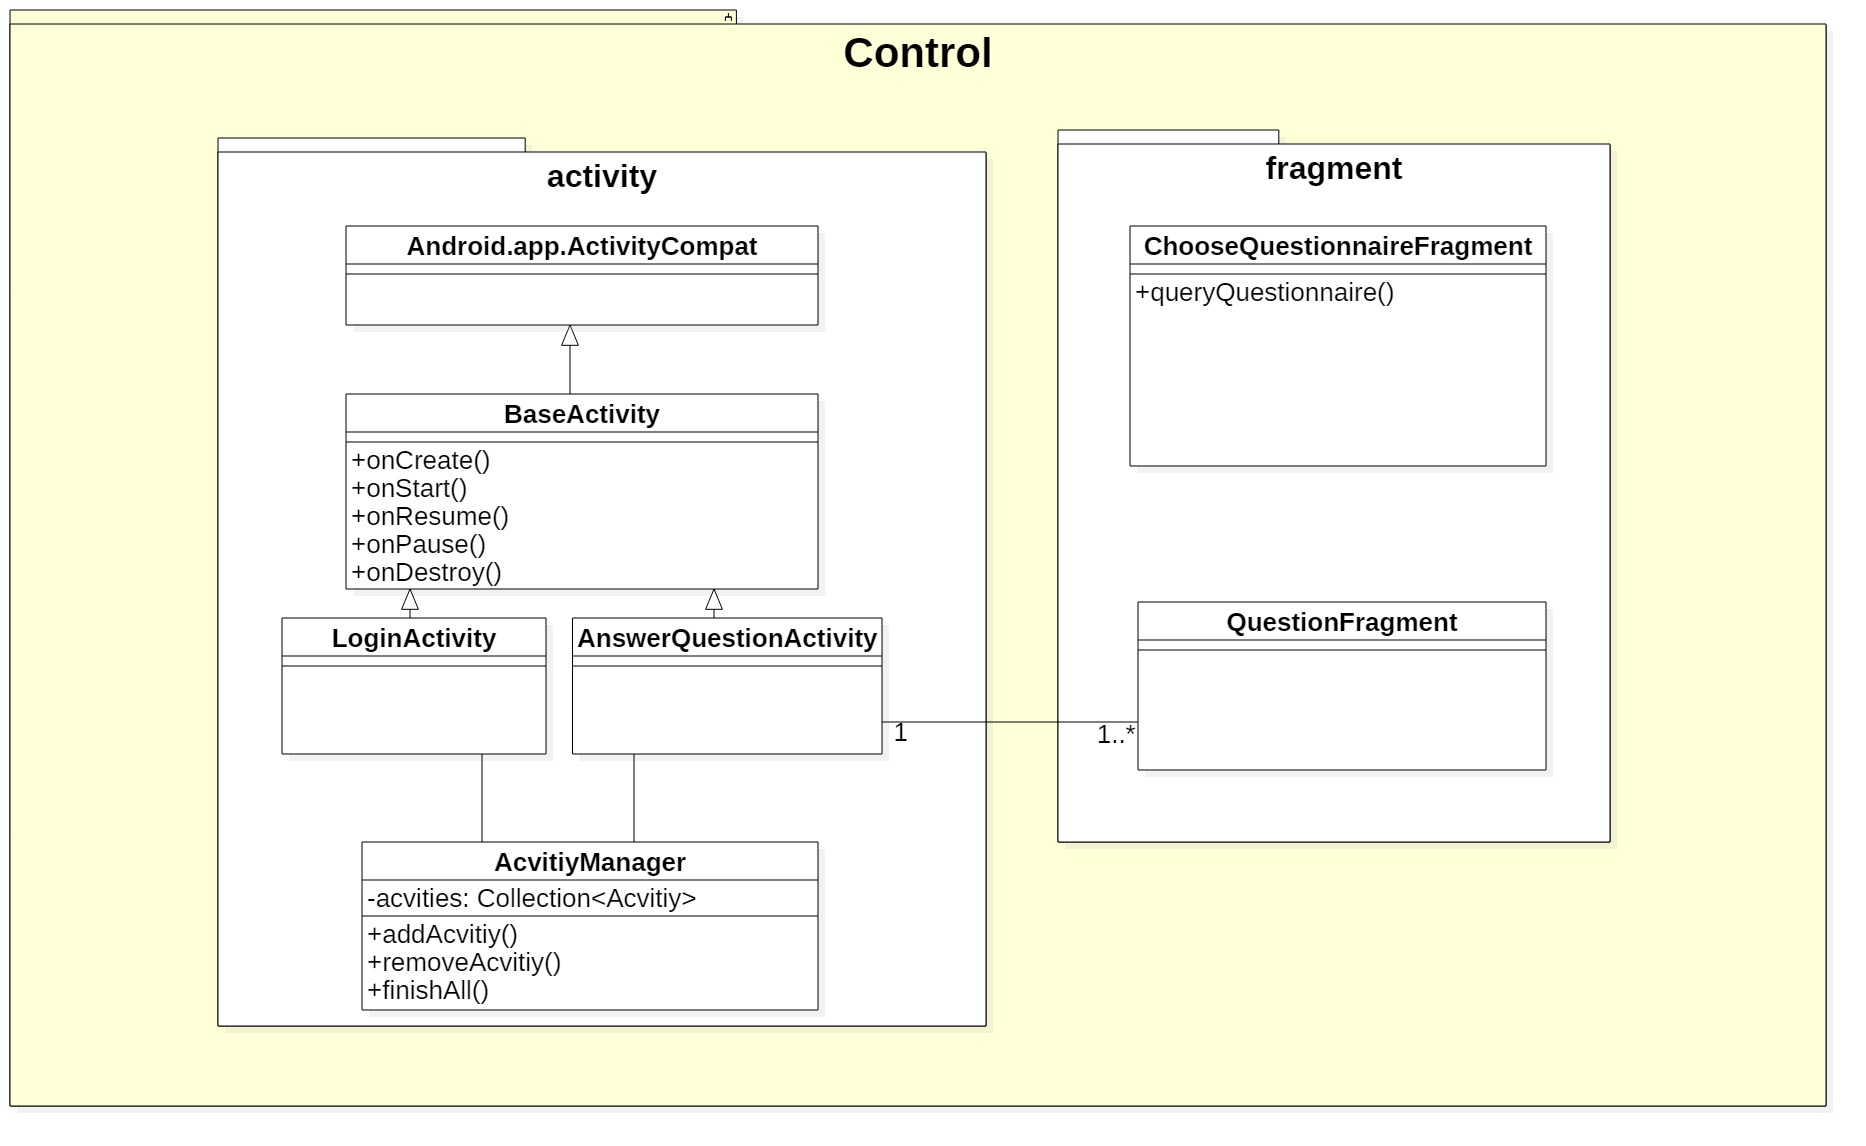 Control
activity
Android.app.ActivityCompat
BaseActivity
+onCreate()
+onStart()
+onResume()
+onPause()
+onDestroy()
LoginActivity
AnswerQuestionActivity
1
AcvitiyManager
-acvities: Collection<Acvitiy>
+addAcvitiy()
+removeAcvitiy()
+finishAll()
fragment
ChooseQuestionnaireFragment
+queryQuestionnaire()
QuestionFragment
1..*